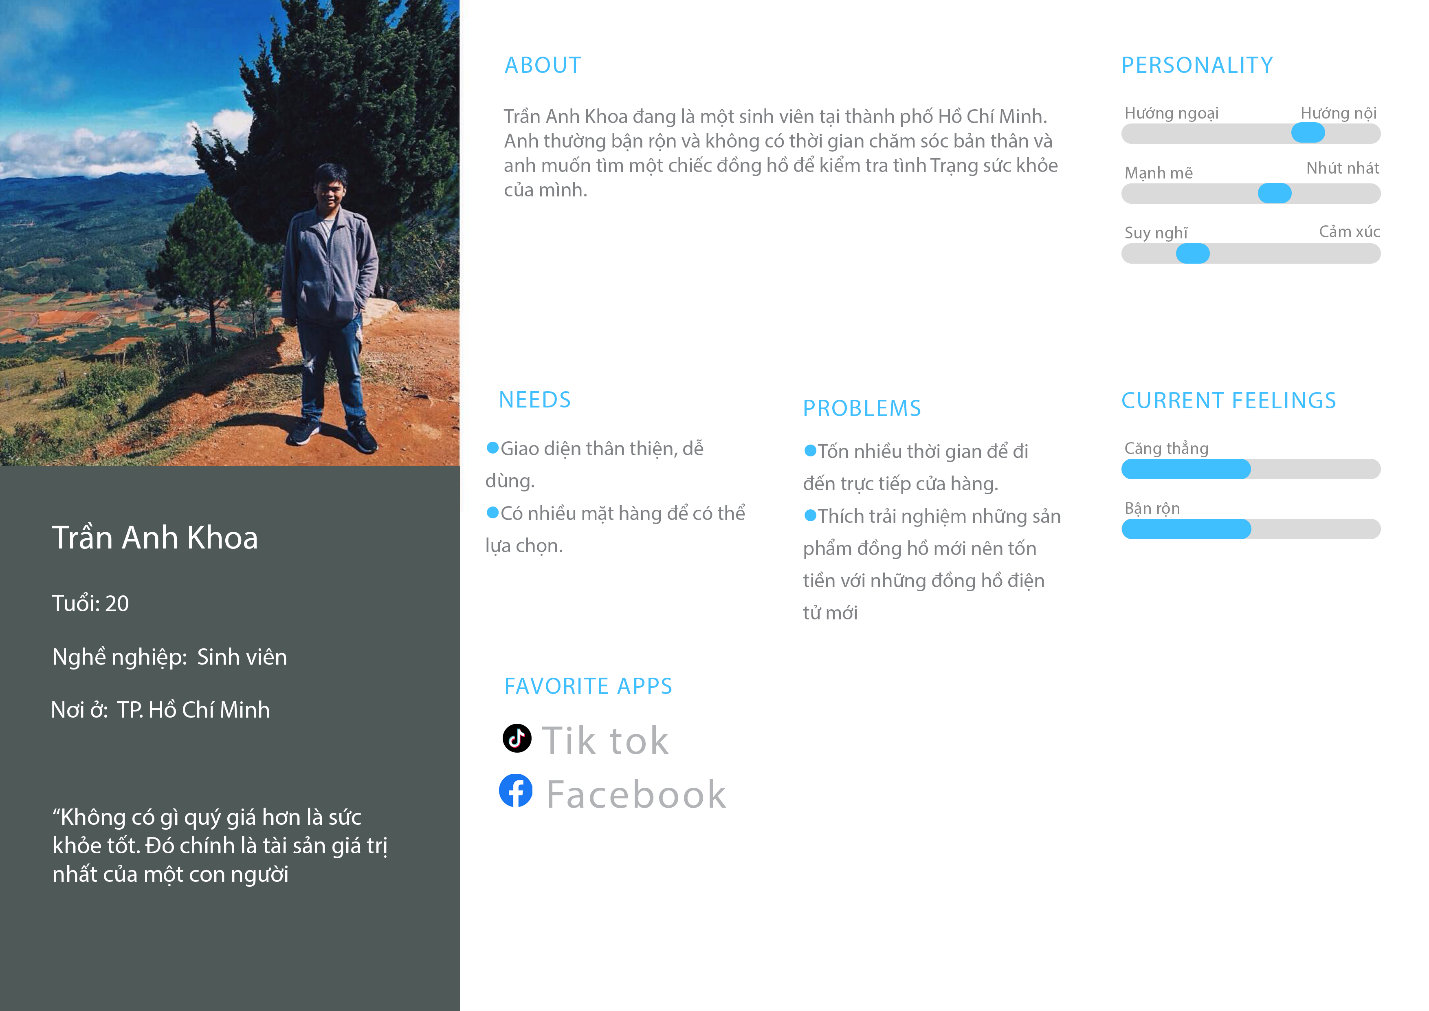 Trần Anh Khoa
Tuổi: 20
Nghề nghiệp: Sinh viên
Nơi ở: TP. Hồ Chí Minh
“Không có gì quý giá hơn là sức
khỏe tốt. Đó chính là tài sản giá trị
nhất của một con người
ABOUT
Trần Anh Khoa đang là một sinh viên tại thành phố Hồ Chí Minh.
Anh thường bận rộn và không có thời gian chăm sóc bản thân và
anh muốn tìm một chiếc đồng hồ để kiểm tra tình Trạng sức khỏe
của mình.
PERSONALITY
Hướng ngoại Hướng nội
Mạnh mẽ Nhút nhát
Suy nghĩ Cảm xúc
NEEDS
●Giao diện thân thiện, dễ
dùng.
●Có nhiều mặt hàng để có thể
lựa chọn.
PROBLEMS
●Tốn nhiều thời gian để đi
đến trực tiếp cửa hàng.
●Thích trải nghiệm những sản
phẩm đồng hồ mới nên tốn
tiền với những đồng hồ điện
tử mới
CURRENT FEELINGS
Căng thẳng
Bận rộn
FAVORITE APPS
Tik tok
Facebook